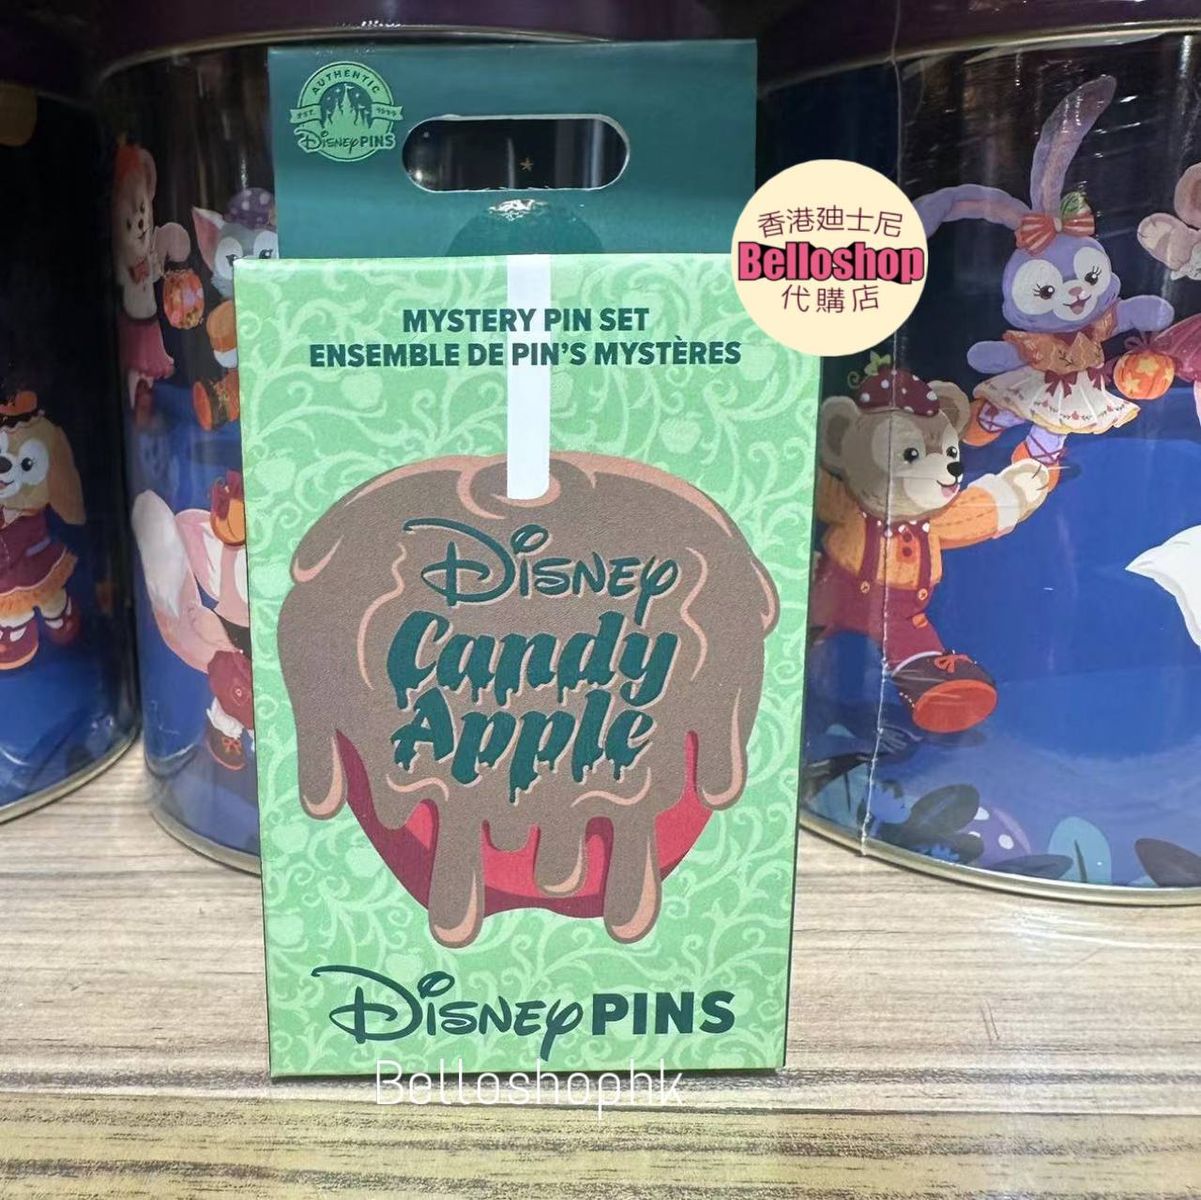 AUTHENTIC
EST. 1999
Disney PINS
香港廸士尼
Belloshop
代購店
MYSTERY PIN SET
ENSEMBLE DE PIN'S MYSTÈRES
Disney
Candy
Apple
Disney PINS
Belloshophk